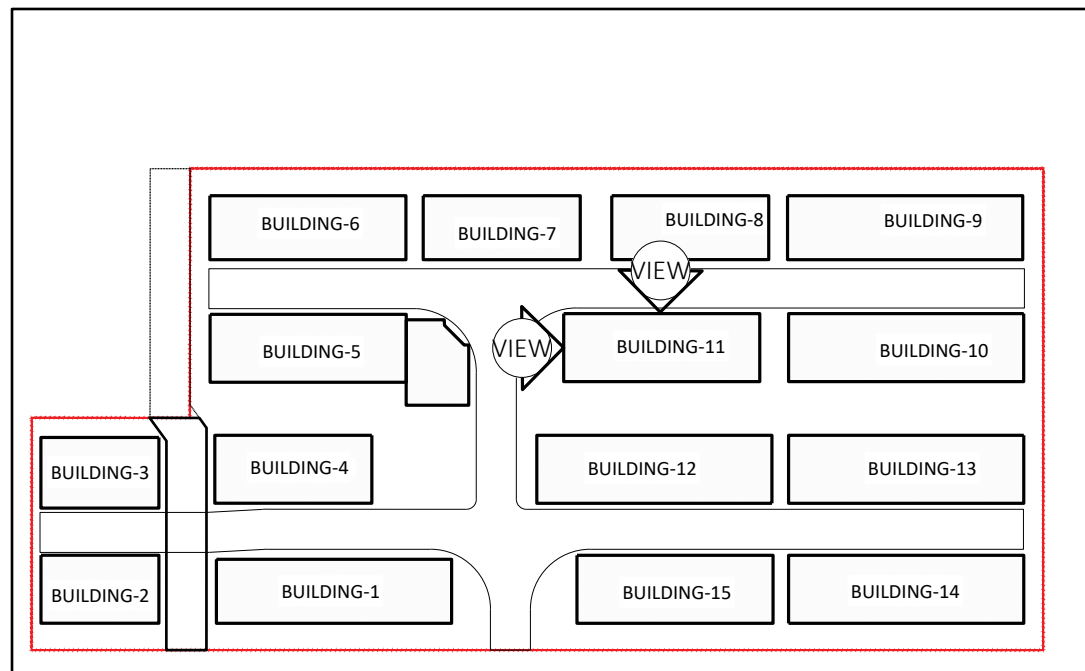 BUILDING-6
BUILDING-7
BUILDING-8
BUILDING-9
VIEW
BUILDING-5
VIEW
BUILDING-11
BUILDING-10
BUILDING-3
BUILDING-4
BUILDING-12
BUILDING-13
BUILDING-2
BUILDING-1
BUILDING-15
BUILDING-14